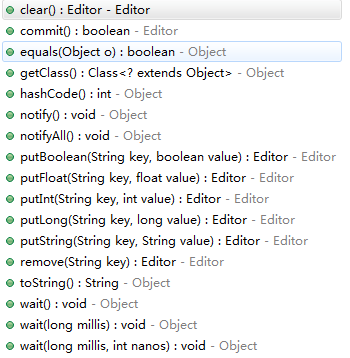 clear() : Editor - Editor
commit() : boolean - Editor
equals(Object o) : boolean - Object
getClass() : Class<? extends Object> - Object
hashCode() : int - Object
notify() : void - Object
notifyAll() : void - Object
putBoolean(String key, boolean value) : Editor - Editor
putFloat(String key, float value) : Editor - Editor
putInt(String key, int value) : Editor - Editor
putLong(String key, long value) : Editor - Editor
putString(String key, String value) : Editor - Editor
remove(String key) : Editor - Editor
toString() : String - Object
wait() : void - Object
wait(long millis) : void - Object
wait(long millis, int nanos) : void - Object